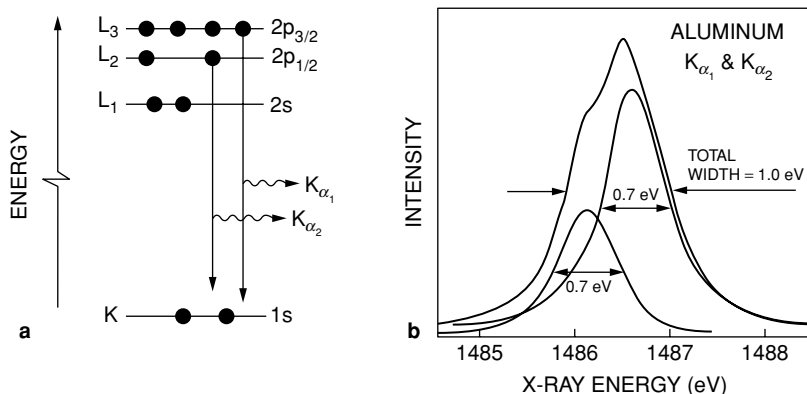 L₃ 2p₃/₂
L₂ 2p₁/₂
L₁ 2s
ENERGY
Kα₁
Kα₂
K 1s
a
ALUMINUM
Kα₁ & Kα₂
INTENSITY
TOTAL
WIDTH = 1.0 eV
0.7 eV
0.7 eV
b
1485 1486 1487 1488
X-RAY ENERGY (eV)